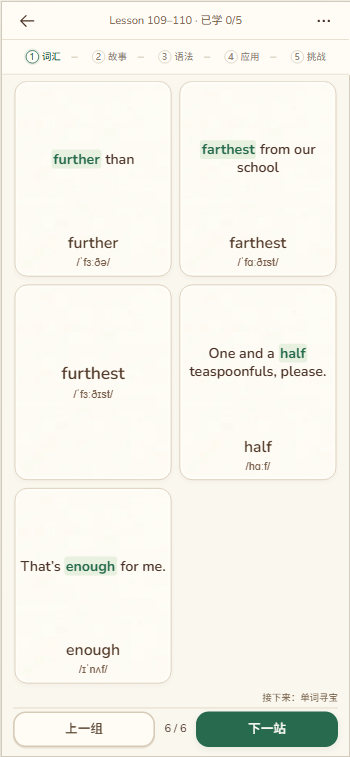 Lesson 109–110 · 已学 0/5
1 词汇 — 2 故事 — 3 语法 — 4 应用 — 5 挑战
further than
further
/ˈfɜːðə/
farthest from our
school
farthest
/ˈfɑːðɪst/
furthest
/ˈfɜːðɪst/
One and a half
teaspoonfuls, please.
half
/hɑːf/
That's enough for me.
enough
/ɪˈnʌf/
接下来：单词寻宝
上一组
6 / 6
下一站